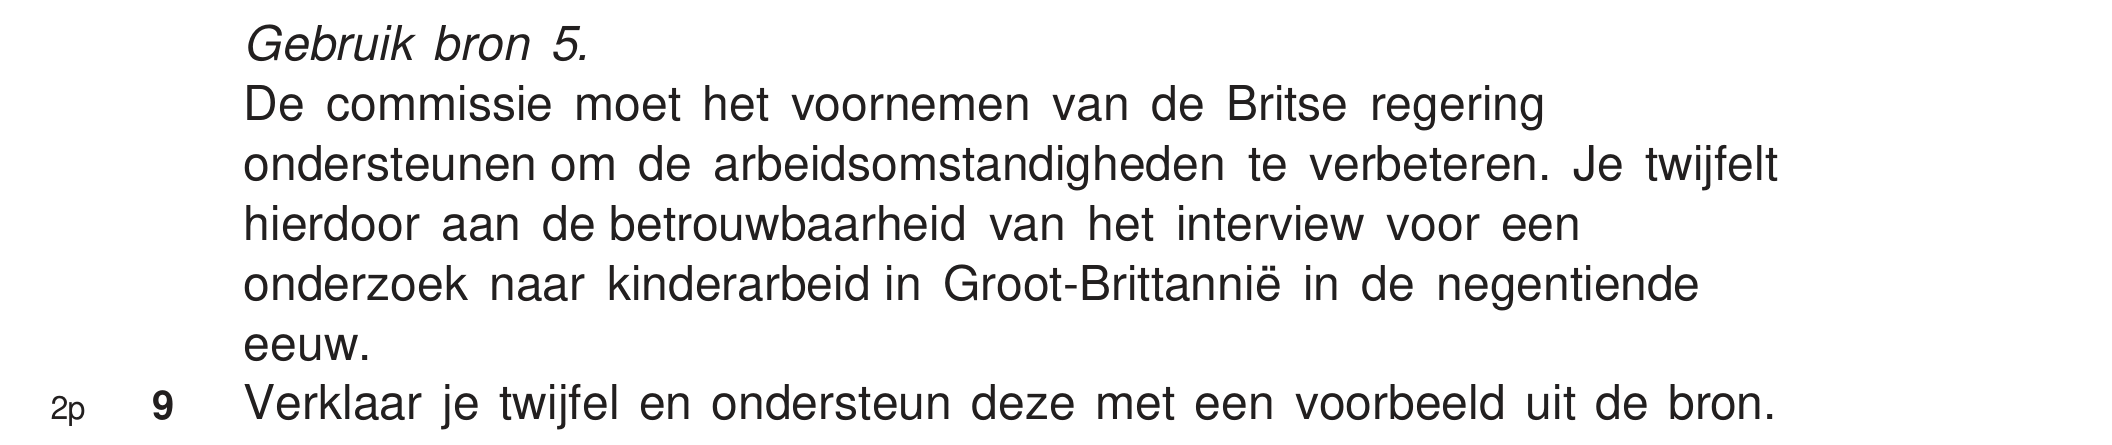 Gebruik bron 5.
De commissie moet het voornemen van de Britse regering
ondersteunen om de arbeidsomstandigheden te verbeteren. Je twijfelt
hierdoor aan de betrouwbaarheid van het interview voor een
onderzoek naar kinderarbeid in Groot-Brittannië in de negentiende
eeuw.
2p 9 Verklaar je twijfel en ondersteun deze met een voorbeeld uit de bron.